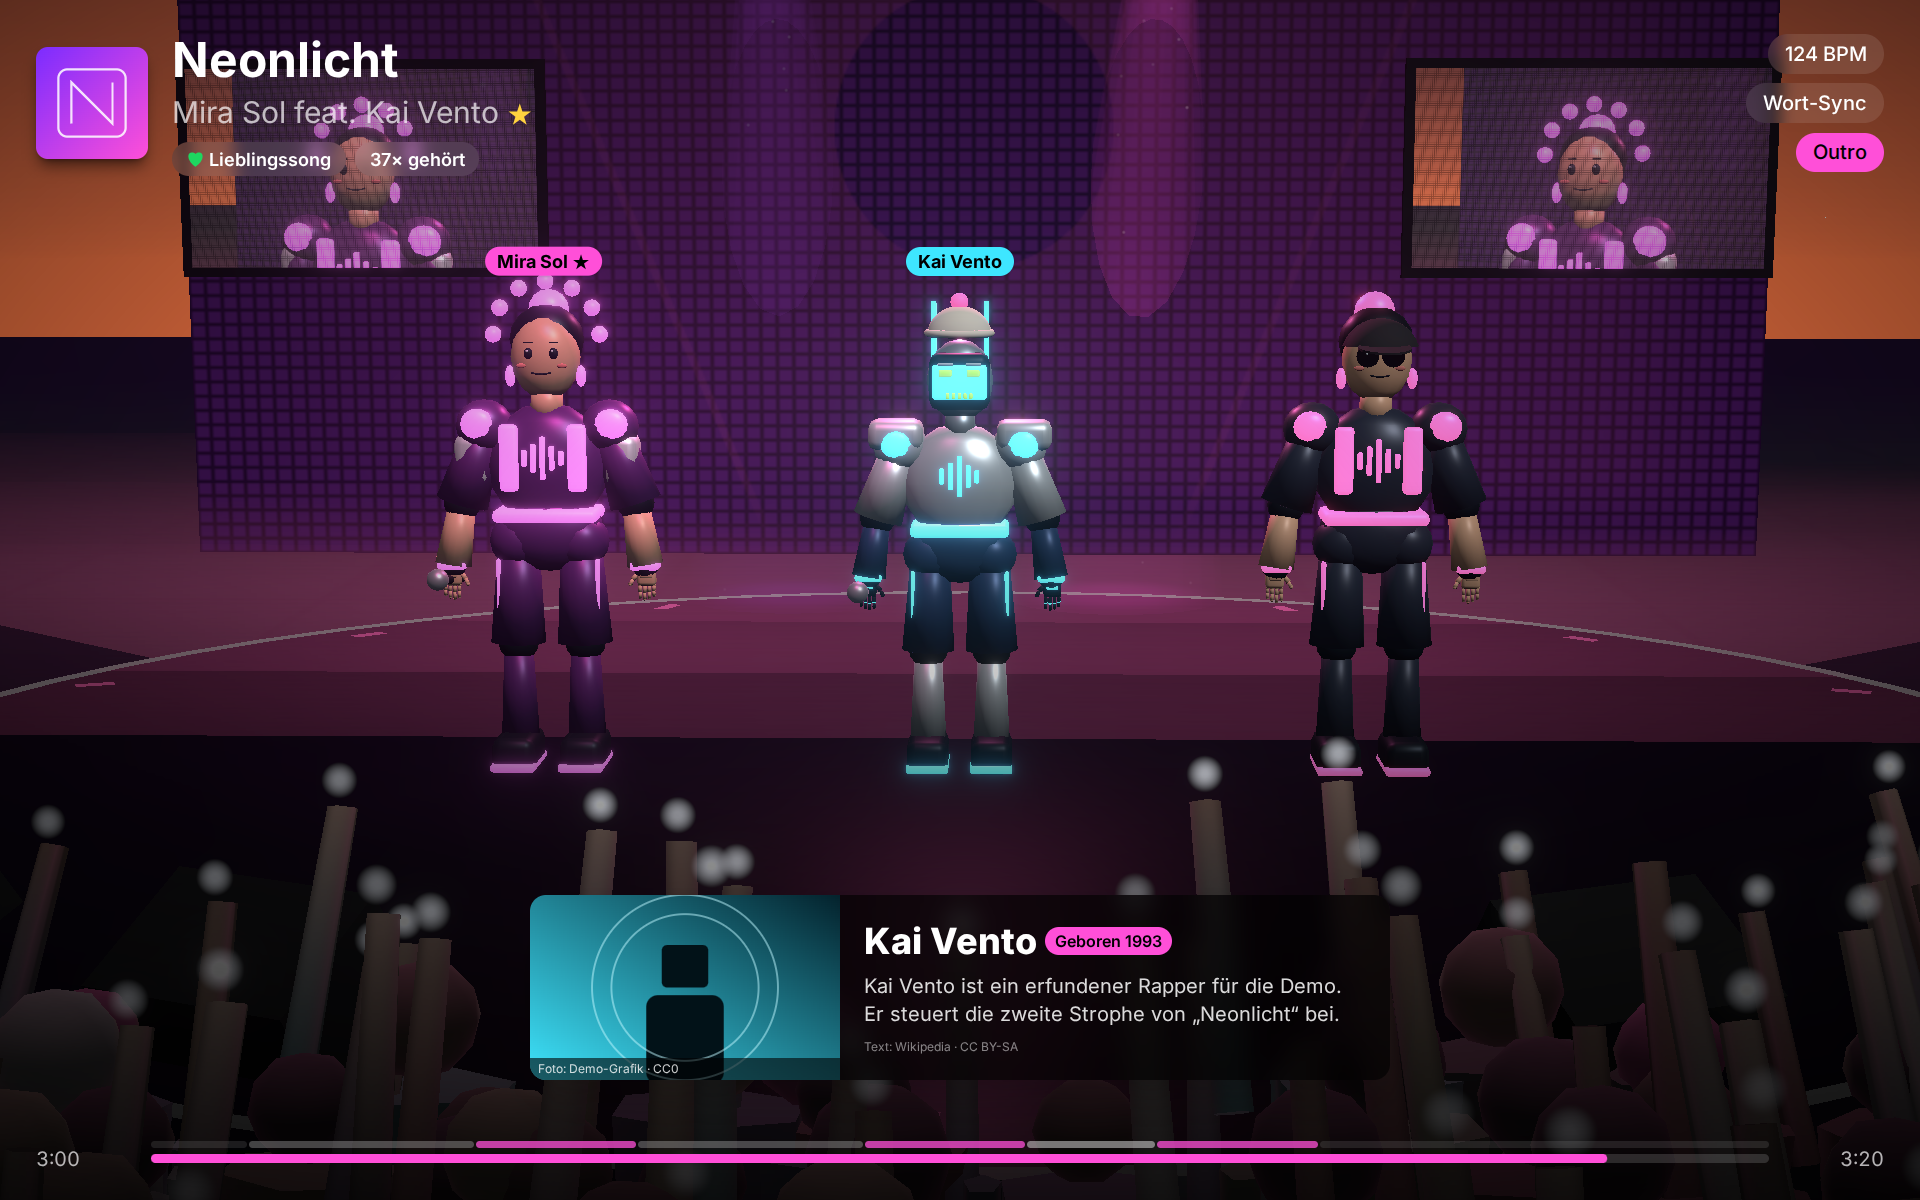 N
Neonlicht
Mira Sol feat. Kai Vento ★
Lieblingssong
37× gehört
124 BPM
Wort-Sync
Outro
Mira Sol ★
Kai Vento
Kai Vento
Geboren 1993
Kai Vento ist ein erfundener Rapper für die Demo.
Er steuert die zweite Strophe von „Neonlicht“ bei.
Text: Wikipedia · CC BY-SA
Foto: Demo-Grafik · CC0
3:00
3:20